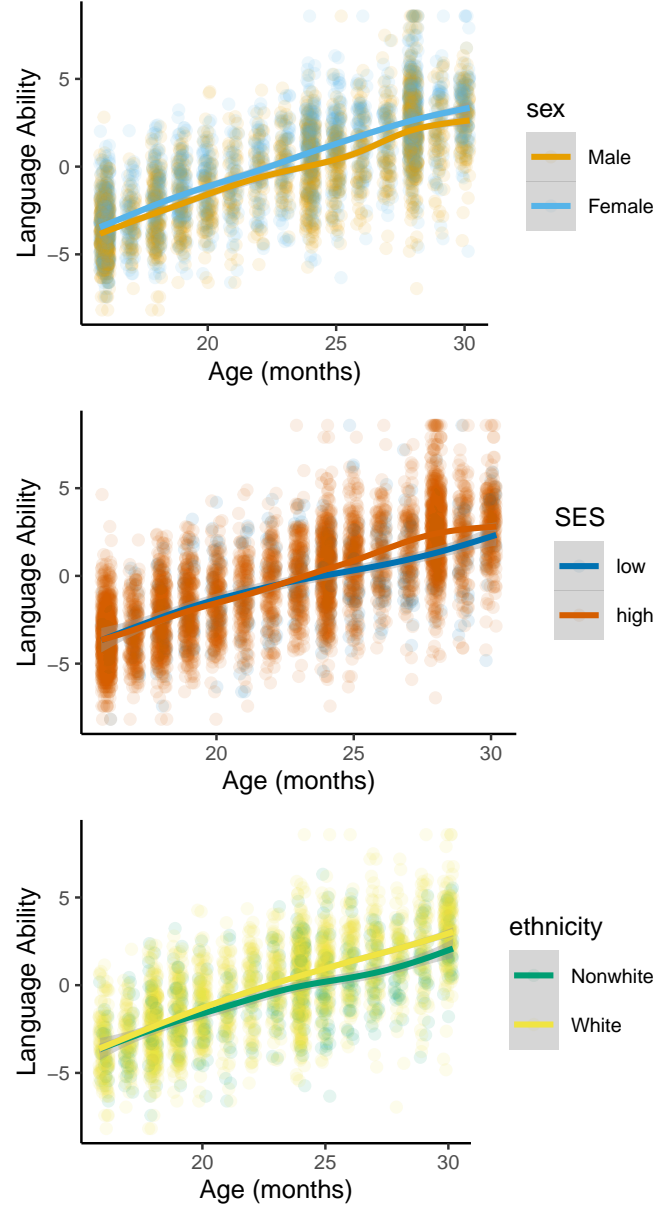 5
0
−5
Language Ability
20
25
30
Age (months)
sex
Male
Female
5
0
−5
Language Ability
20
25
30
Age (months)
SES
low
high
5
0
−5
Language Ability
20
25
30
Age (months)
ethnicity
Nonwhite
White